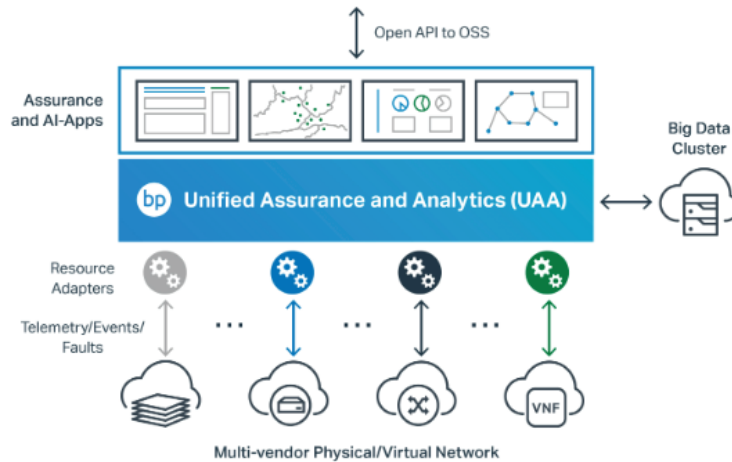 Open API to OSS
Assurance
and AI-Apps
Big Data
Cluster
bp Unified Assurance and Analytics (UAA)
Resource
Adapters
Telemetry/Events/
Faults
... ... ...
VNF
Multi-vendor Physical/Virtual Network